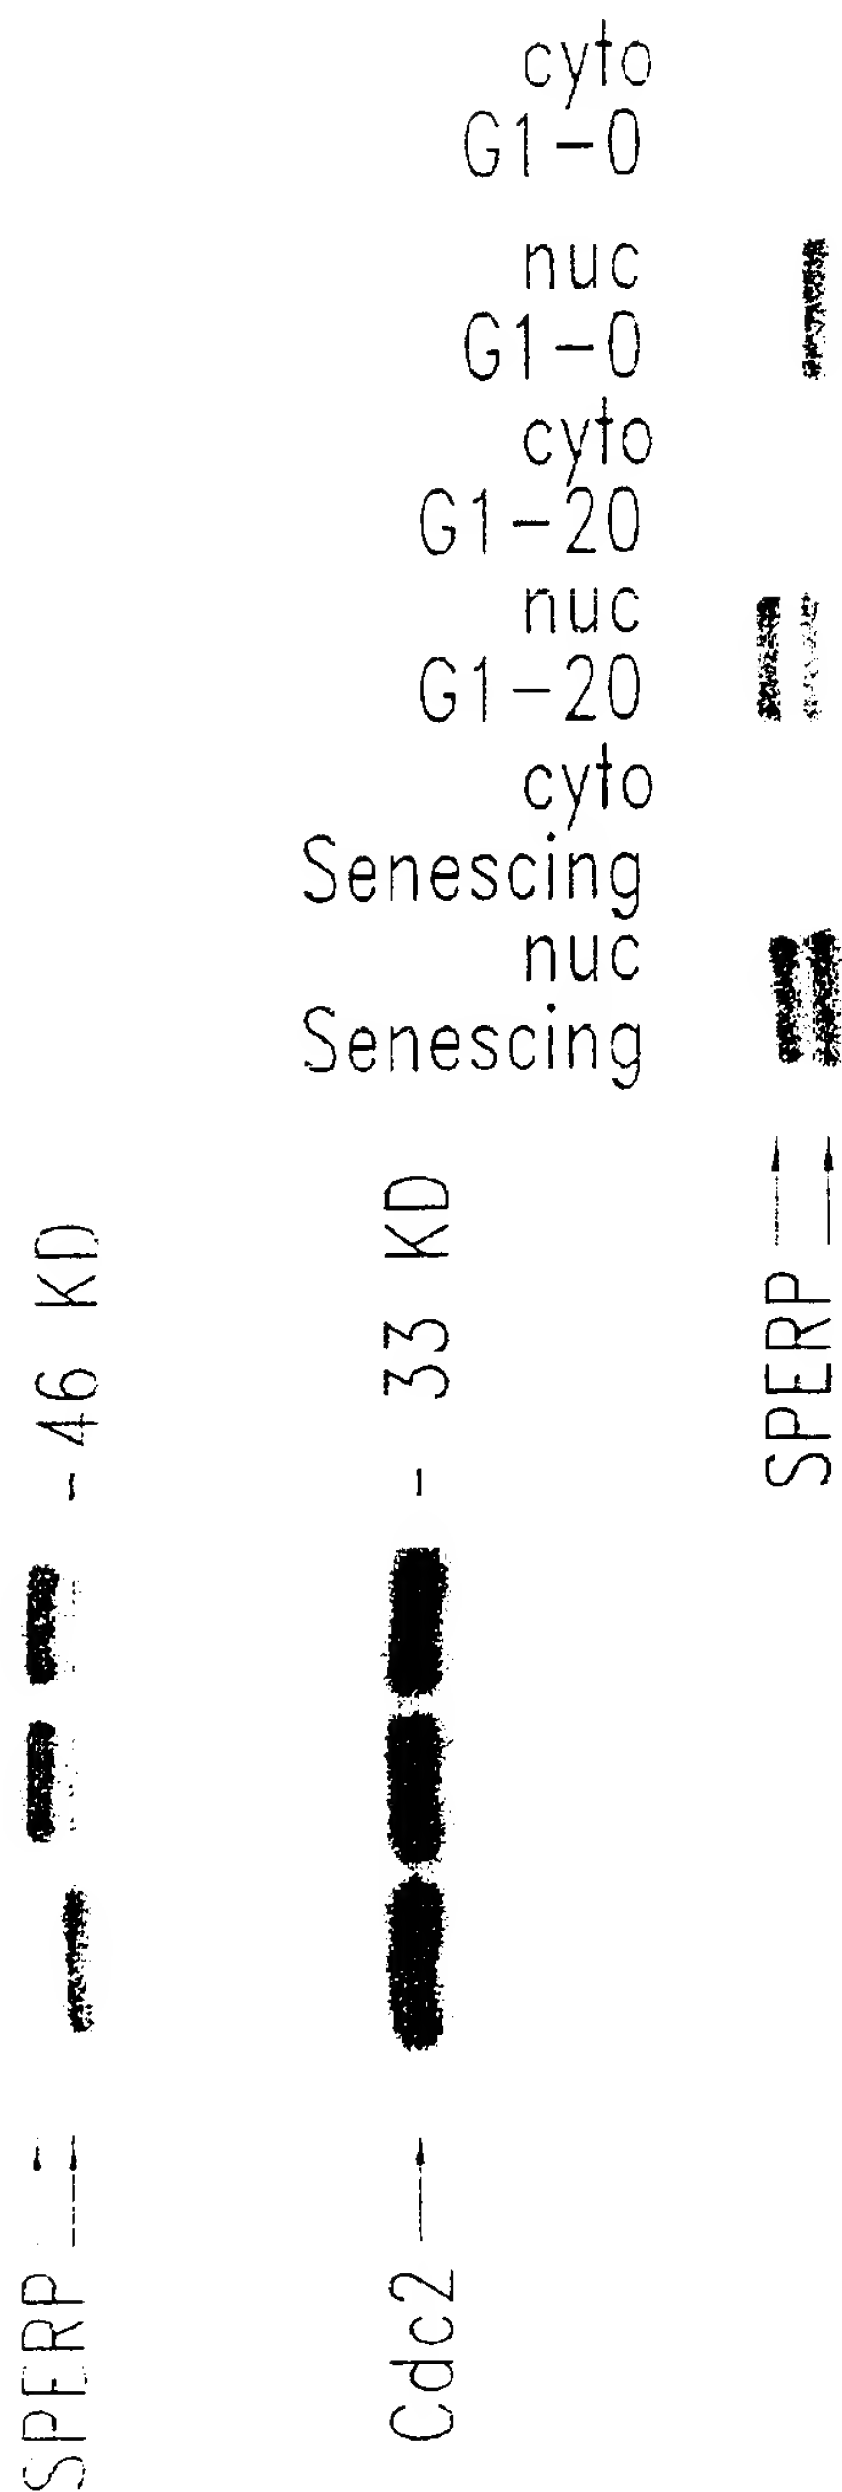 cyto
G1-0
nuc
G1-0
cyto
G1-20
nuc
G1-20
cyto
Senescing
nuc
Senescing
- 46 KD
- 33 KD
SPERP
SPERP
Cdc2